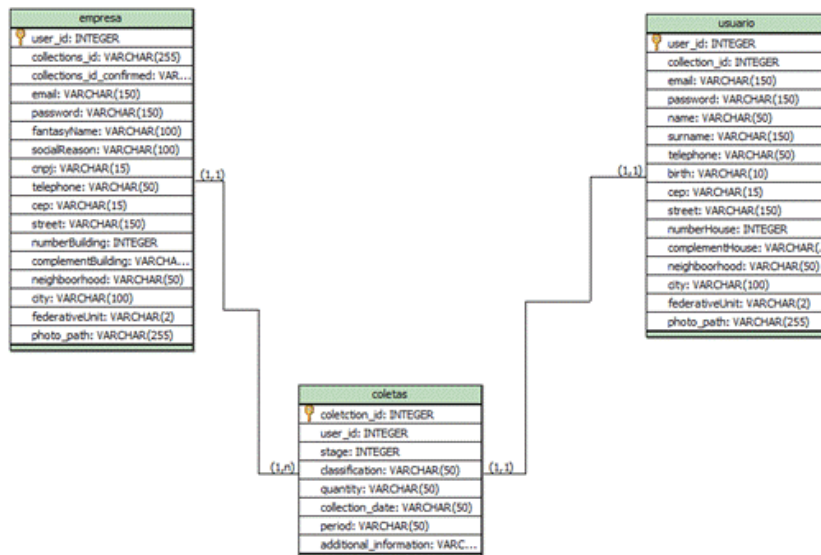 empresa
user_id: INTEGER
collections_id: VARCHAR(255)
collections_id_confirmed: VAR...
email: VARCHAR(150)
password: VARCHAR(150)
fantasyName: VARCHAR(100)
socialReason: VARCHAR(100)
cnpj: VARCHAR(15)
telephone: VARCHAR(50)
cep: VARCHAR(15)
street: VARCHAR(150)
numberBuilding: INTEGER
complementBuilding: VARCHA...
neighboorhood: VARCHAR(50)
city: VARCHAR(100)
federativeUnit: VARCHAR(2)
photo_path: VARCHAR(255)
(1,1)
usuario
user_id: INTEGER
collection_id: INTEGER
email: VARCHAR(150)
password: VARCHAR(150)
name: VARCHAR(50)
surname: VARCHAR(150)
telephone: VARCHAR(50)
birth: VARCHAR(10)
cep: VARCHAR(15)
street: VARCHAR(150)
numberHouse: INTEGER
complementHouse: VARCHAR(...
neighboorhood: VARCHAR(50)
city: VARCHAR(100)
federativeUnit: VARCHAR(2)
photo_path: VARCHAR(255)
(1,1)
coletas
coletction_id: INTEGER
user_id: INTEGER
stage: INTEGER
classification: VARCHAR(50)
quantity: VARCHAR(50)
collection_date: VARCHAR(50)
period: VARCHAR(50)
additional_information: VARC...
(1,n)
(1,1)